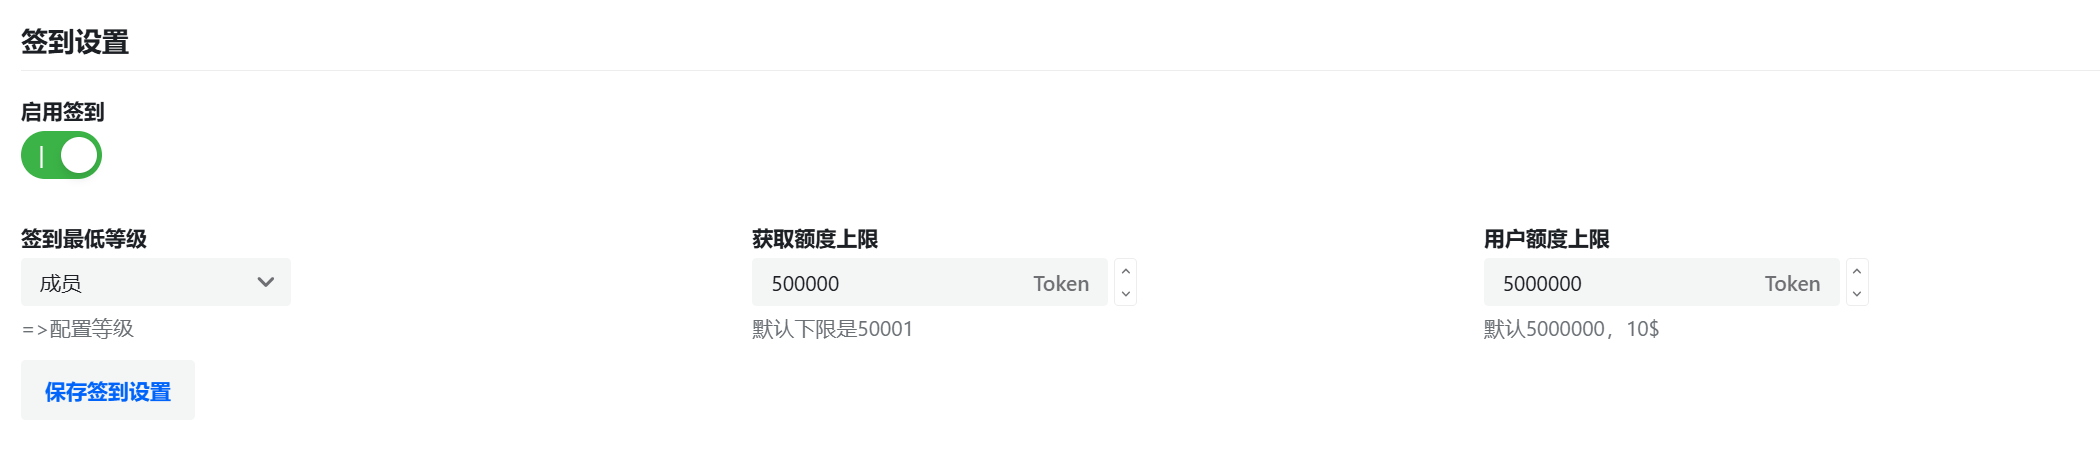 签到设置
启用签到
签到最低等级
成员
=>配置等级
获取额度上限
500000 Token
默认下限是50001
用户额度上限
5000000 Token
默认5000000，10$
保存签到设置